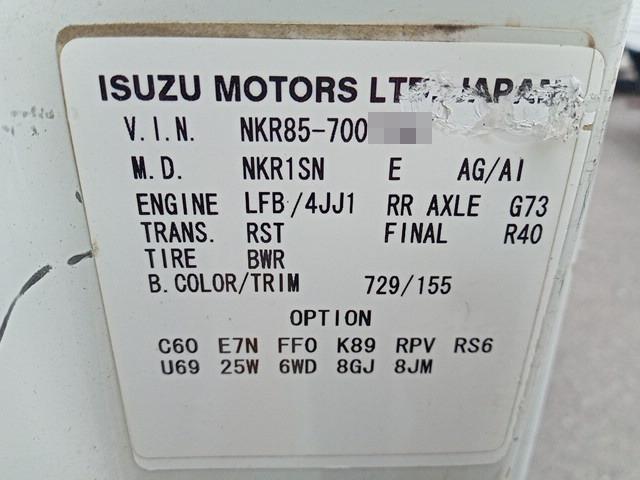 ISUZU MOTORS LTD. JAPAN
V.I.N. NKR85-700
M.D. NKR1SN E AG/AI
ENGINE LFB/4JJ1 RR AXLE G73
TRANS. RST FINAL R40
TIRE BWR
B.COLOR/TRIM 729/155
OPTION
C60 E7N FF0 K89 RPV RS6
U69 25W 6WD 8GJ 8JM